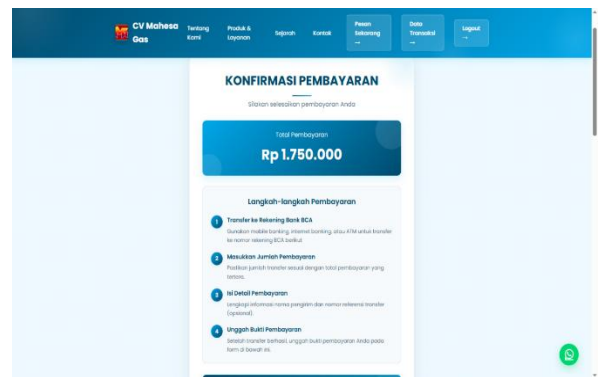 CV Mahesa
Gas
Tentang
Kami
Produk &
Layanan
Sejarah
Kontak
Pesan
Sekarang
→
Data
Transaksi
→
Logout
→
KONFIRMASI PEMBAYARAN
Silakan selesaikan pembayaran Anda
Total Pembayaran
Rp 1.750.000
Langkah-langkah Pembayaran
1
Transfer ke Rekening Bank BCA
Gunakan mobile banking, internet banking, atau ATM untuk transfer
ke nomor rekening BCA berikut
2
Masukkan Jumlah Pembayaran
Pastikan jumlah transfer sesuai dengan total pembayaran yang
tertera.
3
Isi Detail Pembayaran
Lengkapi informasi nama pengirim dan nomor referensi transfer
(opsional).
4
Unggah Bukti Pembayaran
Setelah transfer berhasil, unggah bukti pembayaran Anda pada
form di bawah ini.